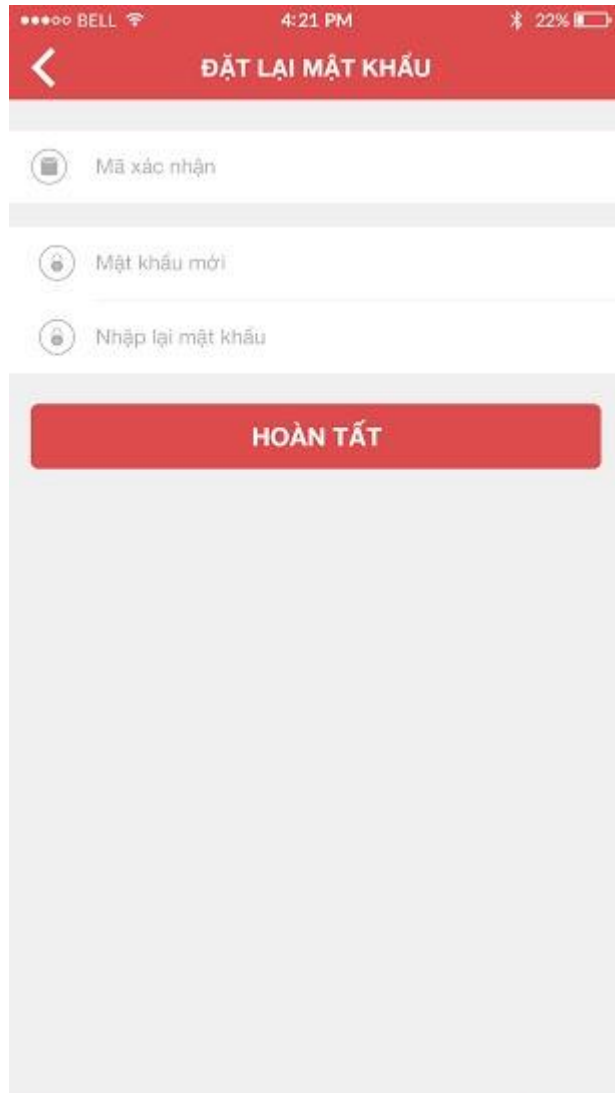 BELL 4:21 PM 22%
ĐẶT LẠI MẬT KHẨU
Mã xác nhận
Mật khẩu mới
Nhập lại mật khẩu
HOÀN TẤT